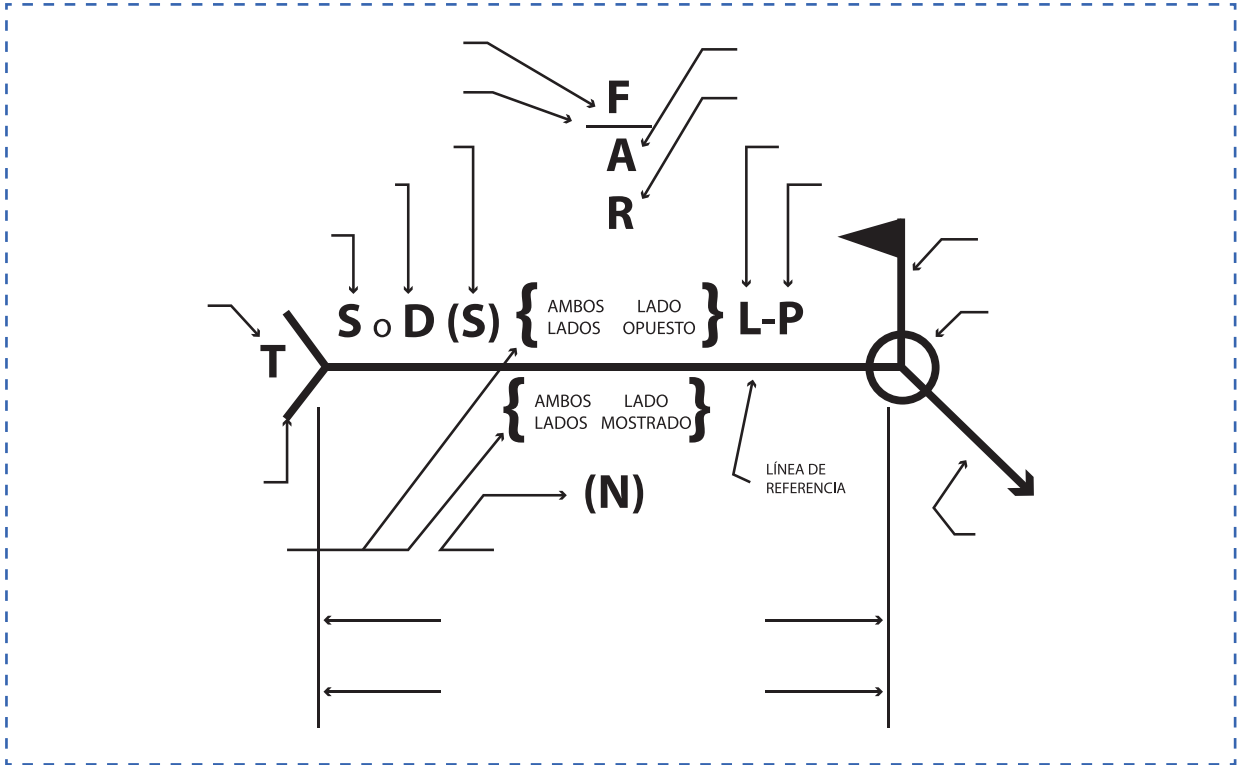 F
A
R
S o D (S) { AMBOS LADO } L-P
LADOS OPUESTO
T
{ AMBOS LADO }
LADOS MOSTRADO
LÍNEA DE
REFERENCIA
(N)